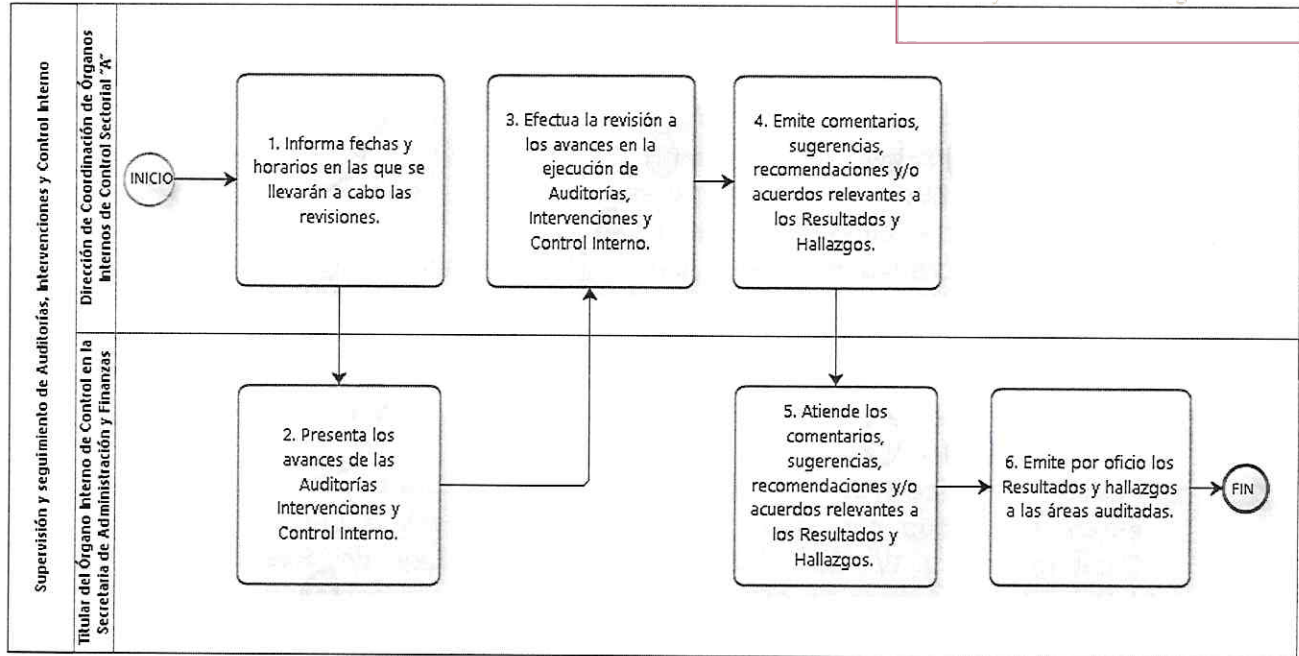 Supervisión y seguimiento de Auditorías, Intervenciones y Control Interno
Dirección de Coordinación de Órganos
Internos de Control Sectorial "A"
INICIO
1. Informa fechas y
horarios en las que se
llevarán a cabo las
revisiones.
3. Efectua la revisión a
los avances en la
ejecución de
Auditorías,
Intervenciones y
Control Interno.
4. Emite comentarios,
sugerencias,
recomendaciones y/o
acuerdos relevantes a
los Resultados y
Hallazgos.
Titular del Órgano Interno de Control en la
Secretaria de Administración y Finanzas
2. Presenta los
avances de las
Auditorías
Intervenciones y
Control Interno.
5. Atiende los
comentarios,
sugerencias,
recomendaciones y/o
acuerdos relevantes a
los Resultados y
Hallazgos.
6. Emite por oficio los
Resultados y hallazgos
a las áreas auditadas.
FIN